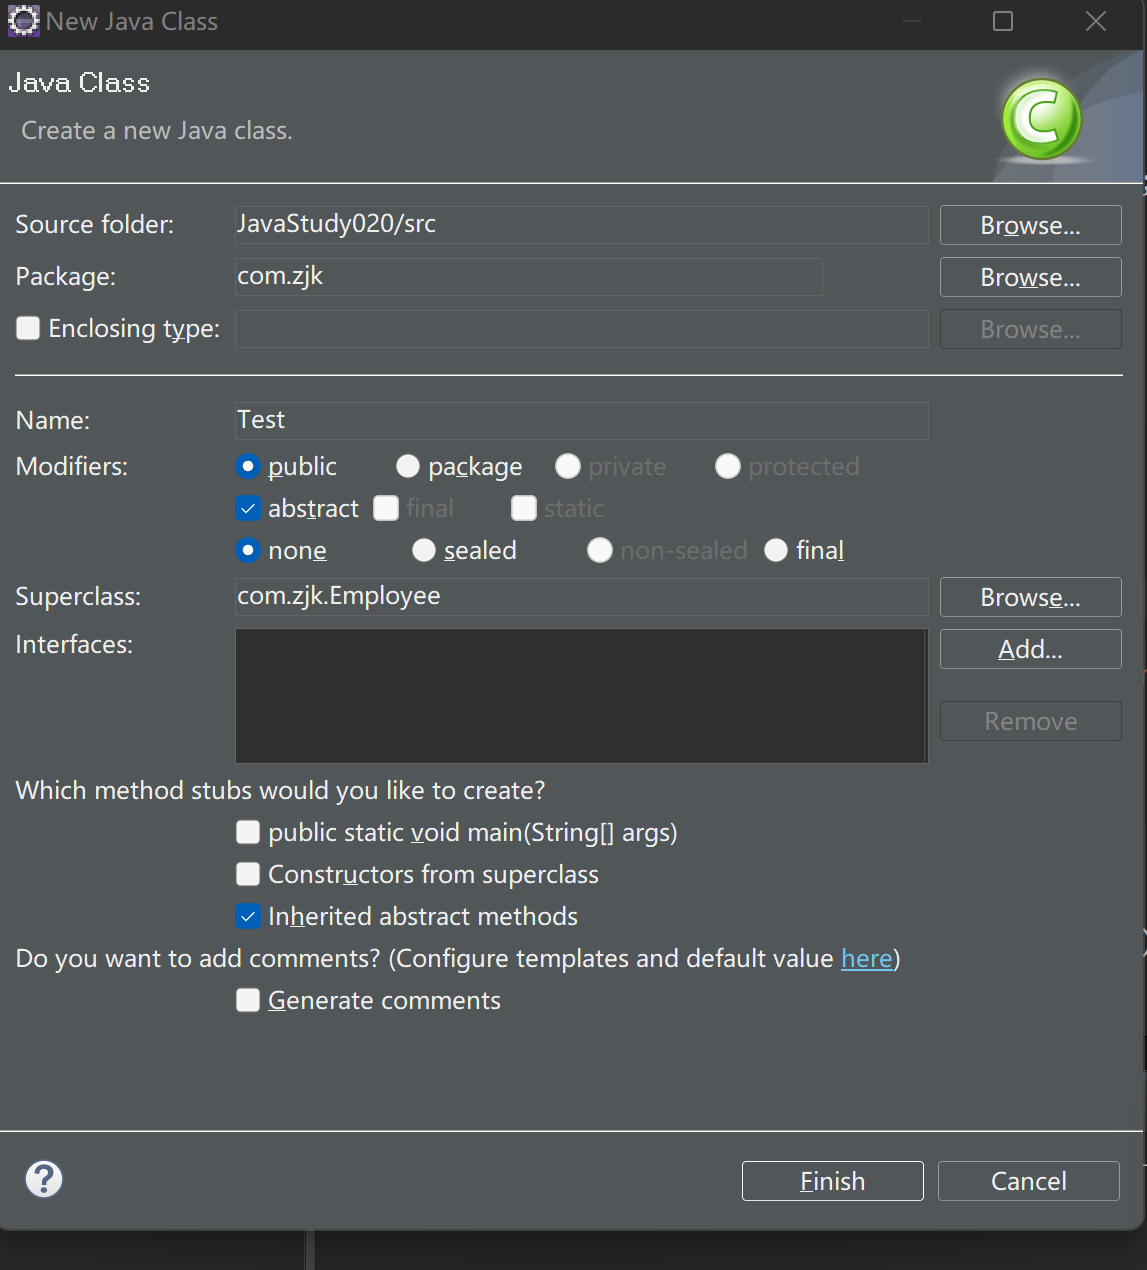 New Java Class
Java Class
Create a new Java class.
Source folder: JavaStudy020/src Browse...
Package: com.zjk Browse...
Enclosing type: Browse...
Name: Test
Modifiers: public package private protected
abstract final static
none sealed non-sealed final
Superclass: com.zjk.Employee Browse...
Interfaces: Add...
Remove
Which method stubs would you like to create?
public static void main(String[] args)
Constructors from superclass
Inherited abstract methods
Do you want to add comments? (Configure templates and default value here)
Generate comments
? Finish Cancel